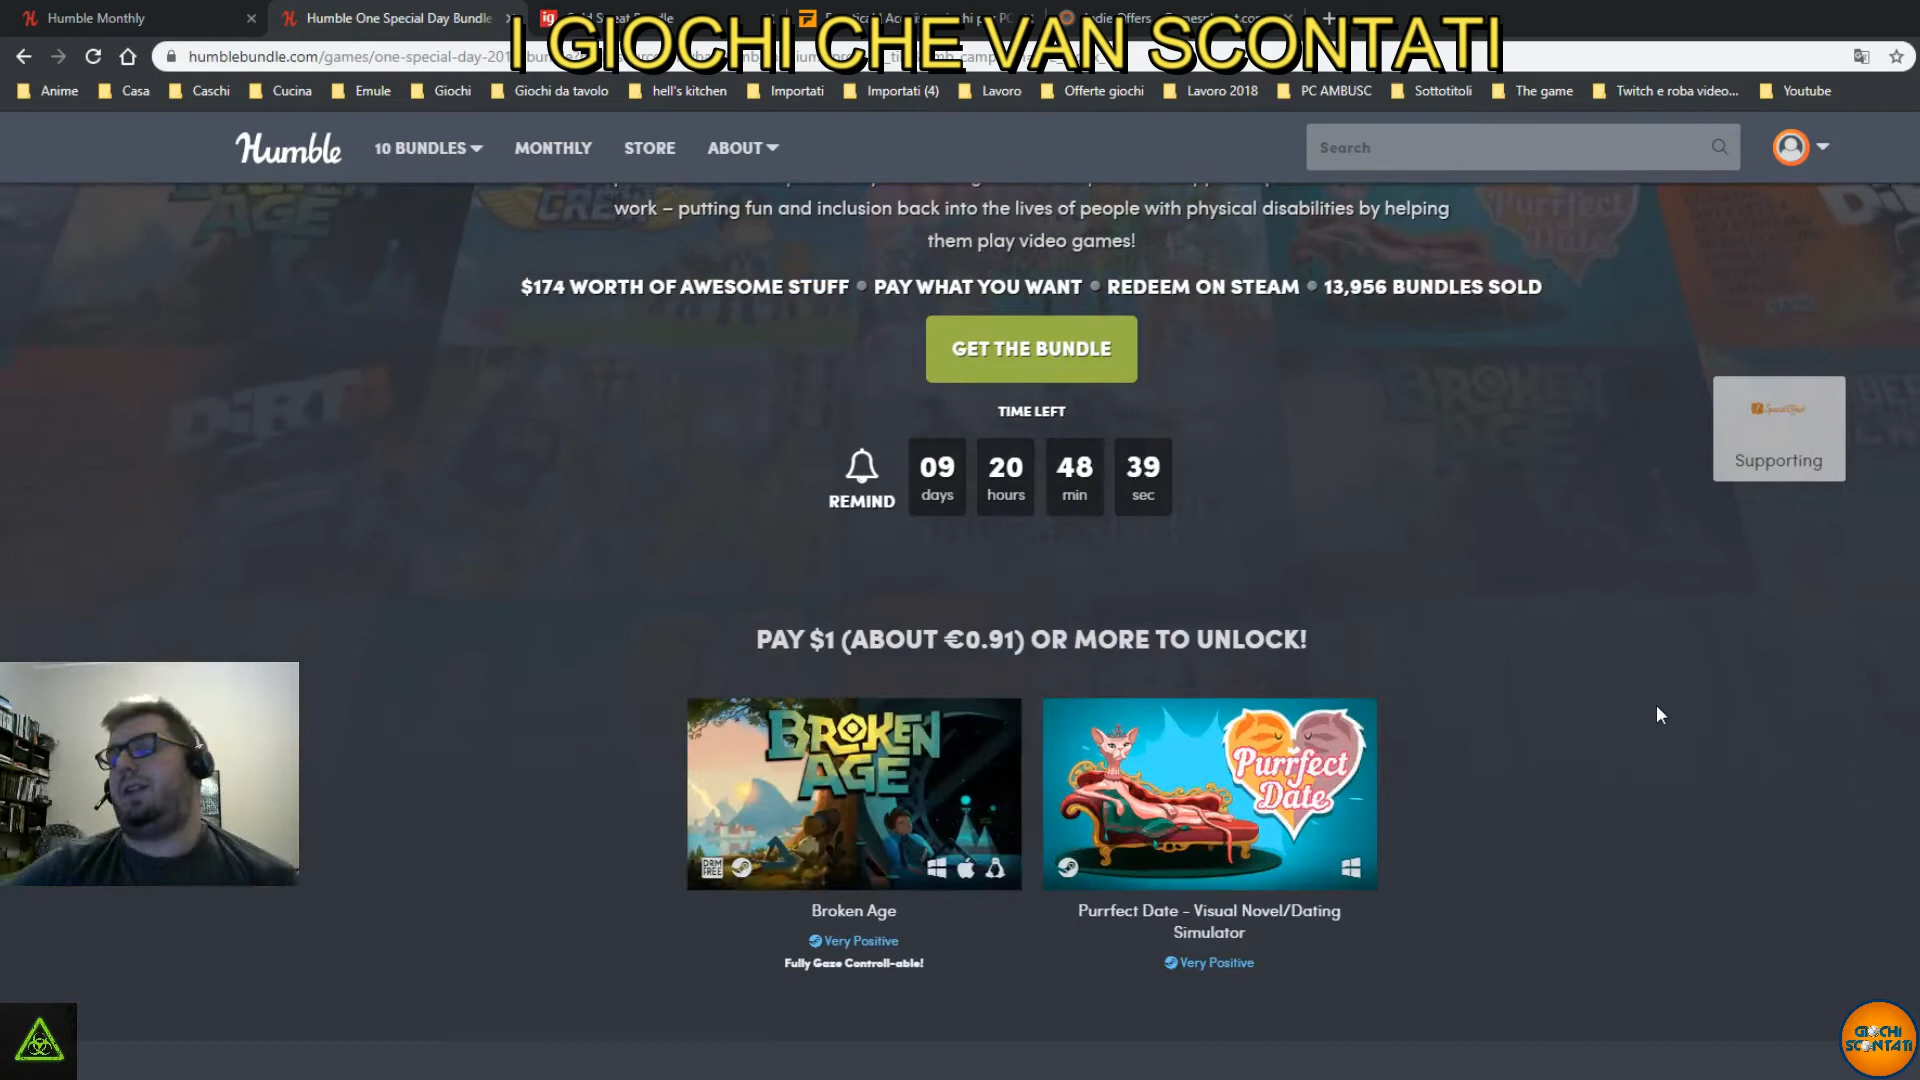 Humble Monthly
Humble One Special Day Bundle
I GIOCHI CHE VAN SCONTATI
humblebundle.com/games/one-special-day-201
Anime Casa Caschi Cucina Emule Giochi Giochi da tavolo hell's kitchen Importati Importati (4) Lavoro Offerte giochi Lavoro 2018 PC AMBUSC Sottotitoli The game Twitch e roba video... Youtube
Humble 10 BUNDLES MONTHLY STORE ABOUT Search
work – putting fun and inclusion back into the lives of people with physical disabilities by helping
them play video games!
$174 WORTH OF AWESOME STUFF • PAY WHAT YOU WANT • REDEEM ON STEAM • 13,956 BUNDLES SOLD
GET THE BUNDLE
TIME LEFT
REMIND
09 20 48 39
days hours min sec
SpecialEffect
Supporting
PAY $1 (ABOUT €0.91) OR MORE TO UNLOCK!
BROKEN
AGE
DRM
FREE
Purrfect
Date
Broken Age
Very Positive
Fully Gaze Controll-able!
Purrfect Date - Visual Novel/Dating
Simulator
Very Positive
GIOCHI
SCONTATI